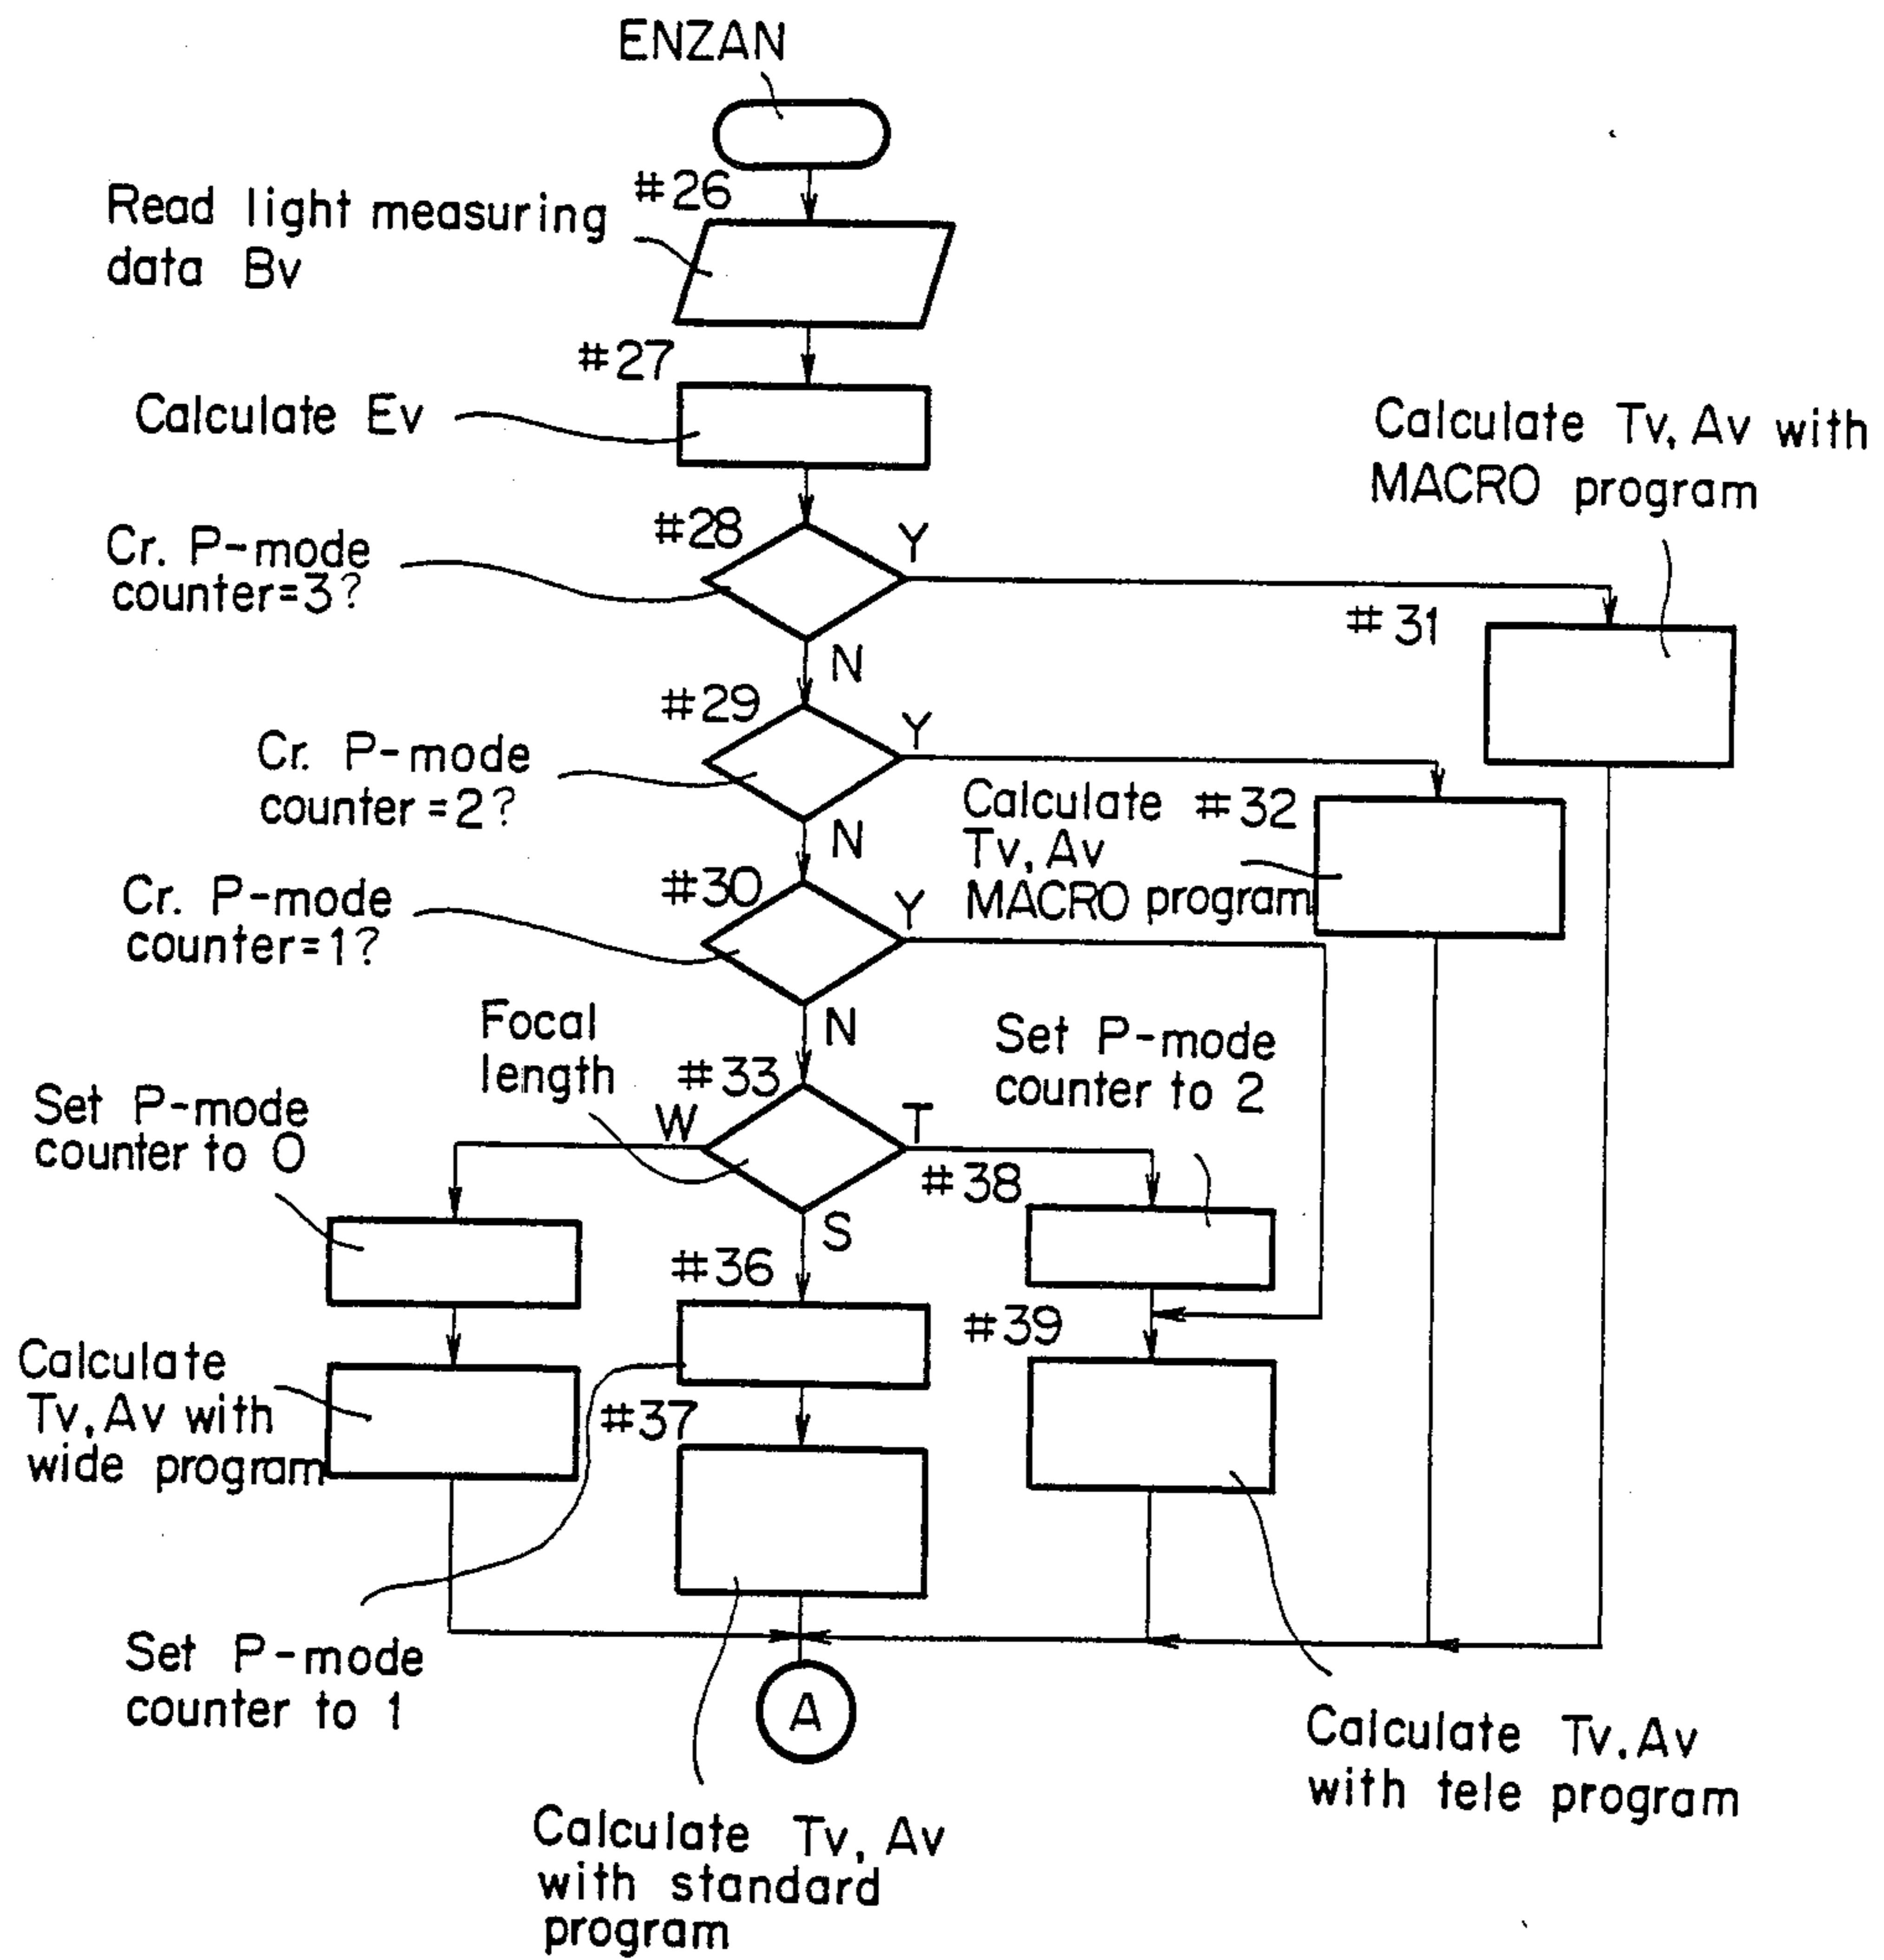 ENZAN
#26
Read light measuring
data Bv
#27
Calculate Ev
Calculate Tv, Av with
MACRO program
#28
Y
Cr. P-mode
counter=3?
#31
N
#29
Y
Cr. P-mode
counter=2?
Calculate #32
Tv, Av
MACRO program
N
#30
Y
Cr. P-mode
counter=1?
N
Focal
length
#33
Set P-mode
counter to 2
Set P-mode
counter to 0
W
T
#38
S
#36
#39
Calculate
Tv, Av with
wide program
#37
Set P-mode
counter to 1
A
Calculate Tv, Av
with tele program
Calculate Tv, Av
with standard
program